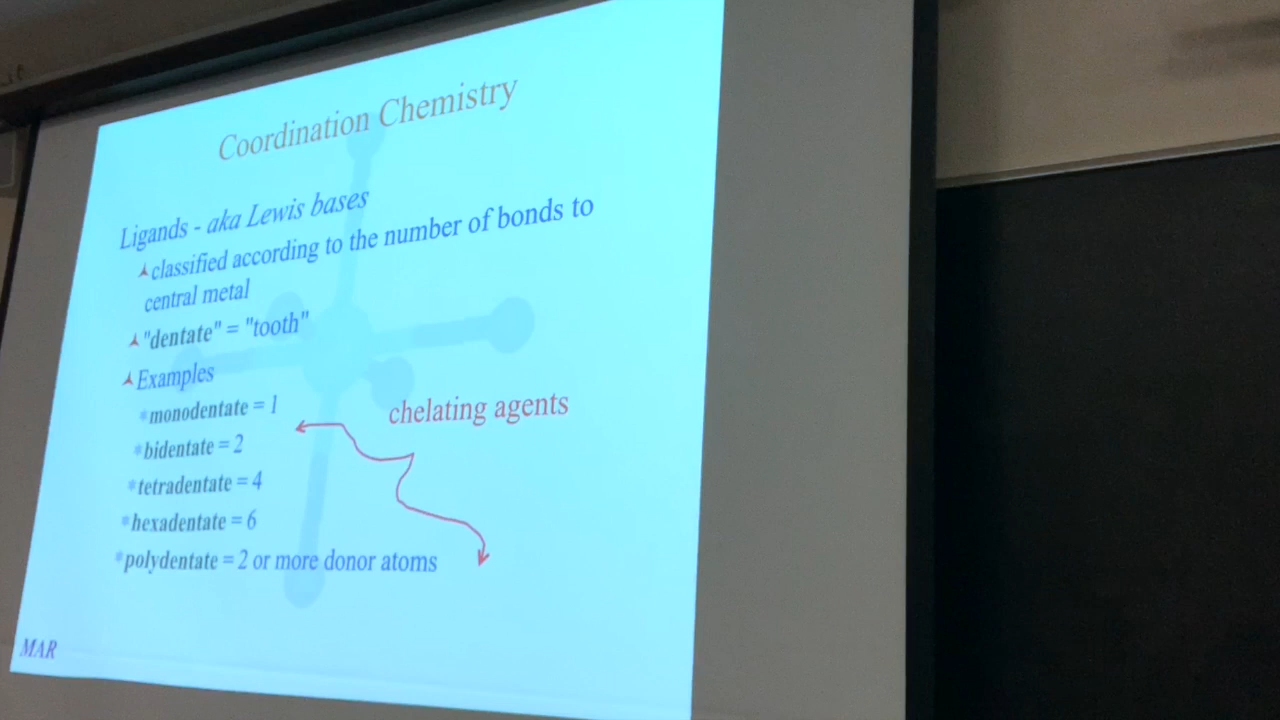 Coordination Chemistry
Ligands - aka Lewis bases
classified according to the number of bonds to
central metal
"dentate" = "tooth"
Examples
*monodentate = 1
*bidentate = 2
*tetradentate = 4
*hexadentate = 6
*polydentate = 2 or more donor atoms
chelating agents
MAR